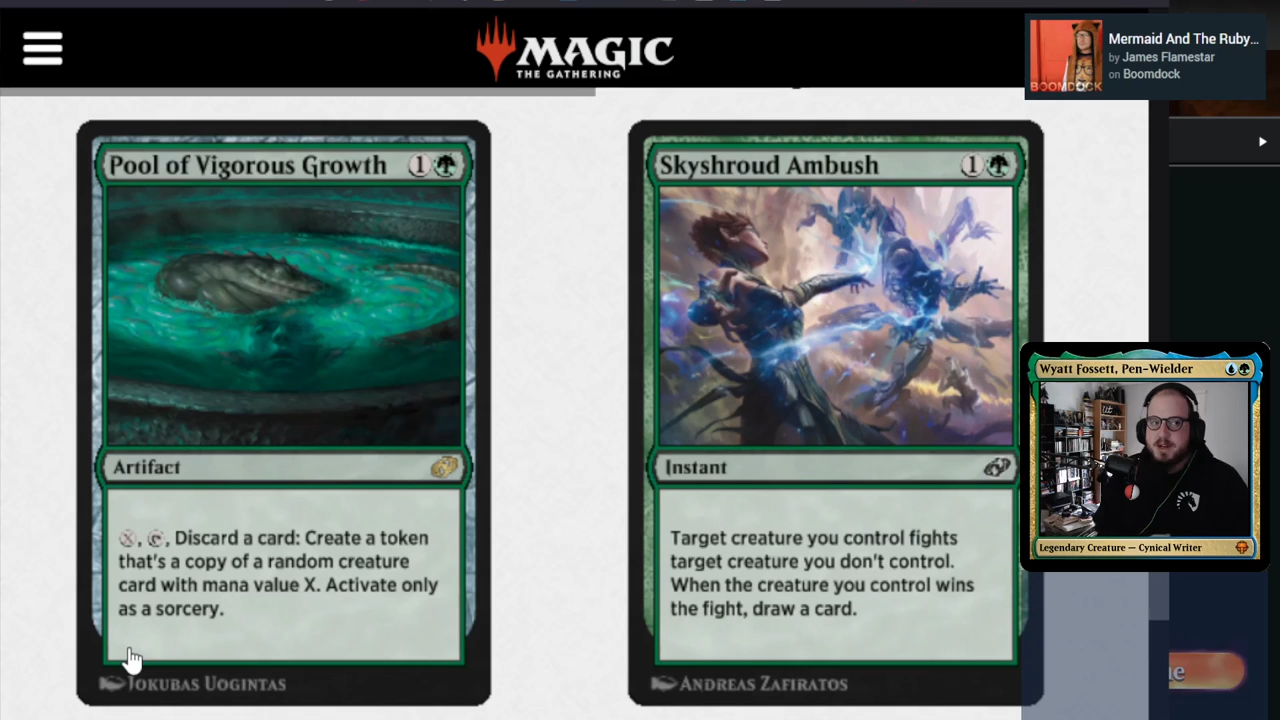 MAGIC
THE GATHERING
Mermaid And The Ruby...
by James Flamestar
on Boomdock
BOOMDOCK
Pool of Vigorous Growth 1
Artifact
X, T, Discard a card: Create a token
that's a copy of a random creature
card with mana value X. Activate only
as a sorcery.
JOKUBAS UOGINTAS
Skyshroud Ambush 1
Instant
Target creature you control fights
target creature you don't control.
When the creature you control wins
the fight, draw a card.
ANDREAS ZAFIRATOS
Wyatt Fossett, Pen-Wielder
Legendary Creature — Cynical Writer